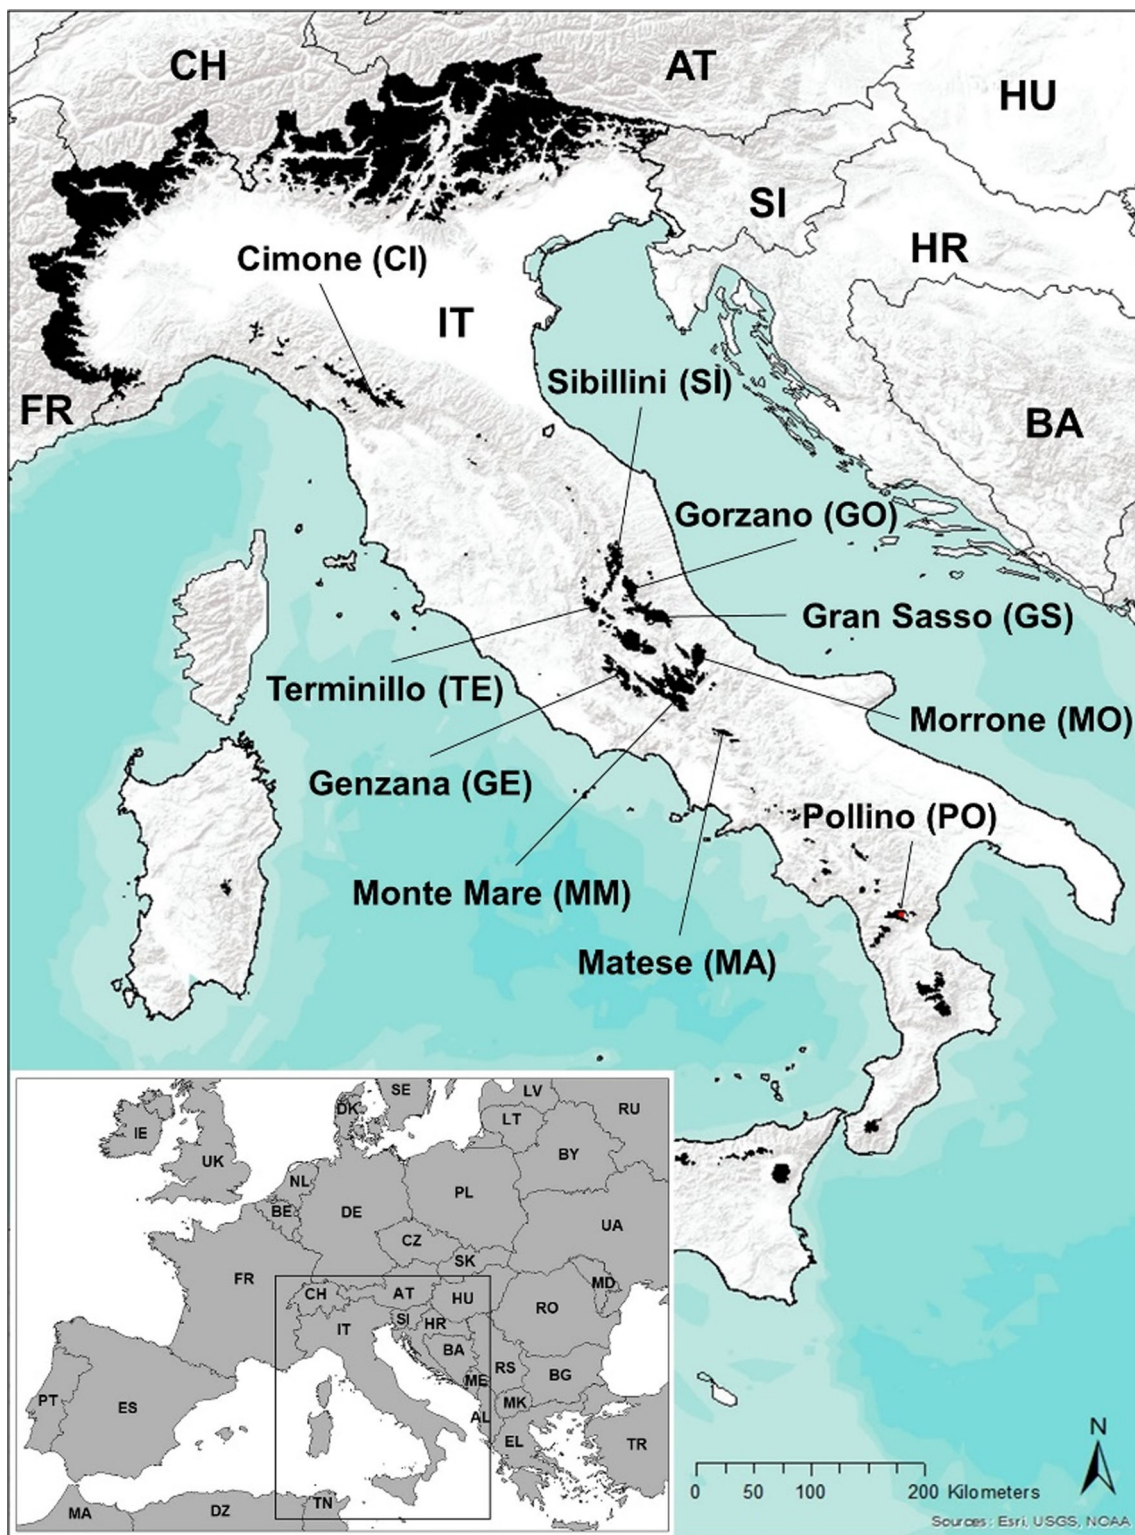 CH
AT
HU
SI
HR
Cimone (CI)
IT
Sibillini (SI)
FR
BA
Gorzano (GO)
Gran Sasso (GS)
Terminillo (TE)
Morrone (MO)
Genzana (GE)
Pollino (PO)
Monte Mare (MM)
Matese (MA)
SE
LV
DK
LT
RU
IE
BY
UK
NL
PL
BE
DE
UA
CZ
SK
FR
MD
CH
AT
HU
RO
SI
HR
IT
BA
RS
BG
ME
PT
MK
ES
AL
EL
TR
TN
MA
DZ
N
0 50 100 200 Kilometers
Sources: Esri, USGS, NOAA